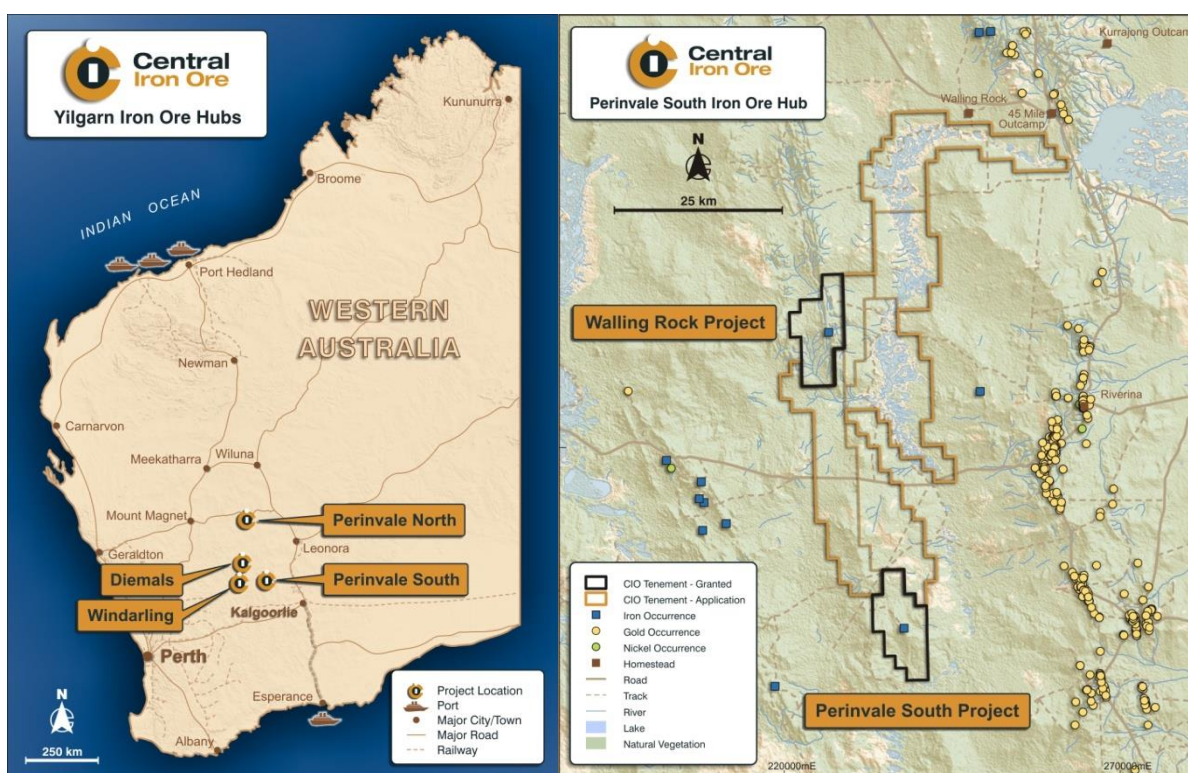 Central
Iron Ore
Yilgarn Iron Ore Hubs
Kununurra
Broome
INDIAN OCEAN
Port Hedland
WESTERN
AUSTRALIA
Newman
Carnarvon
Meekatharra
Wiluna
Mount Magnet
Perinvale North
Geraldton
Leonora
Diemals
Perinvale South
Windarling
Kalgoorlie
Perth
Esperance
Albany
N
250 km
Project Location
Port
Major City/Town
Major Road
Railway
Central
Iron Ore
Perinvale South Iron Ore Hub
Kurrajong Outcam
Walling Rock
45 Mile
Outcamp
N
25 km
Walling Rock Project
Riverina
CIO Tenement - Granted
CIO Tenement - Application
Iron Occurrence
Gold Occurrence
Nickel Occurrence
Homestead
Road
Track
River
Lake
Natural Vegetation
Perinvale South Project
220000mE
270000mE